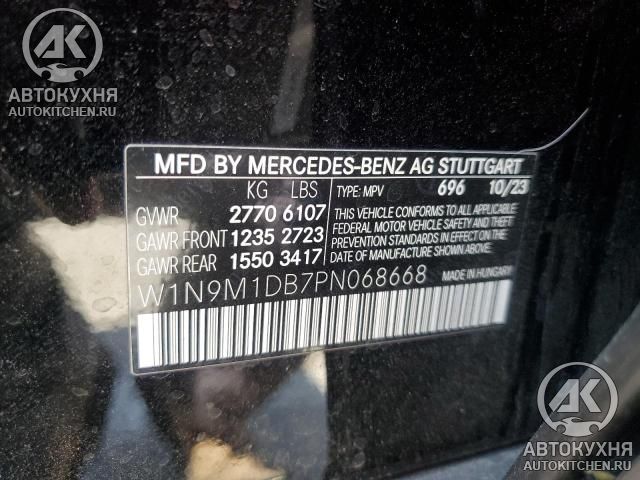 АВТОКУХНЯ
AUTOKITCHEN.RU
MFD BY MERCEDES-BENZ AG STUTTGART
KG LBS TYPE: MPV 696 10/23
GVWR 2770 6107 THIS VEHICLE CONFORMS TO ALL APPLICABLE
GAWR FRONT 1235 2723 FEDERAL MOTOR VEHICLE SAFETY AND THEFT
GAWR REAR 1550 3417 PREVENTION STANDARDS IN EFFECT ON THE DATE OF MANUFACTURE SHOWN ABOVE.
W1N9M1DB7PN068668 MADE IN HUNGARY
АВТОКУХНЯ
AUTOKITCHEN.RU